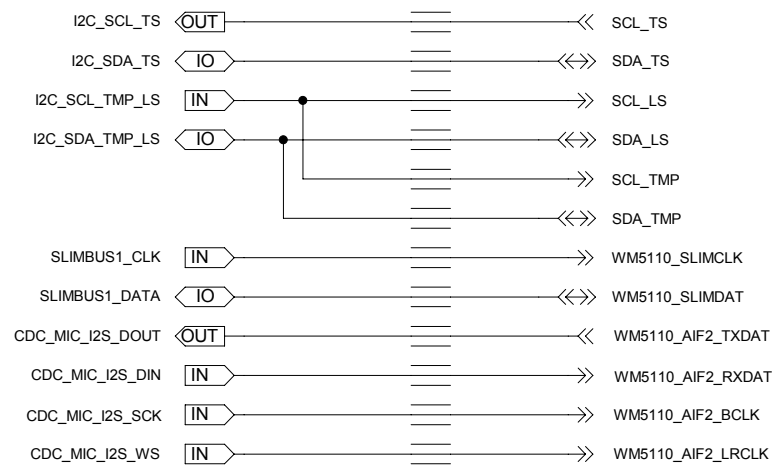 I2C_SCL_TS OUT SCL_TS
I2C_SDA_TS IO SDA_TS
I2C_SCL_TMP_LS IN SCL_LS
I2C_SDA_TMP_LS IO SDA_LS
SCL_TMP
SDA_TMP
SLIMBUS1_CLK IN WM5110_SLIMCLK
SLIMBUS1_DATA IO WM5110_SLIMDAT
CDC_MIC_I2S_DOUT OUT WM5110_AIF2_TXDAT
CDC_MIC_I2S_DIN IN WM5110_AIF2_RXDAT
CDC_MIC_I2S_SCK IN WM5110_AIF2_BCLK
CDC_MIC_I2S_WS IN WM5110_AIF2_LRCLK